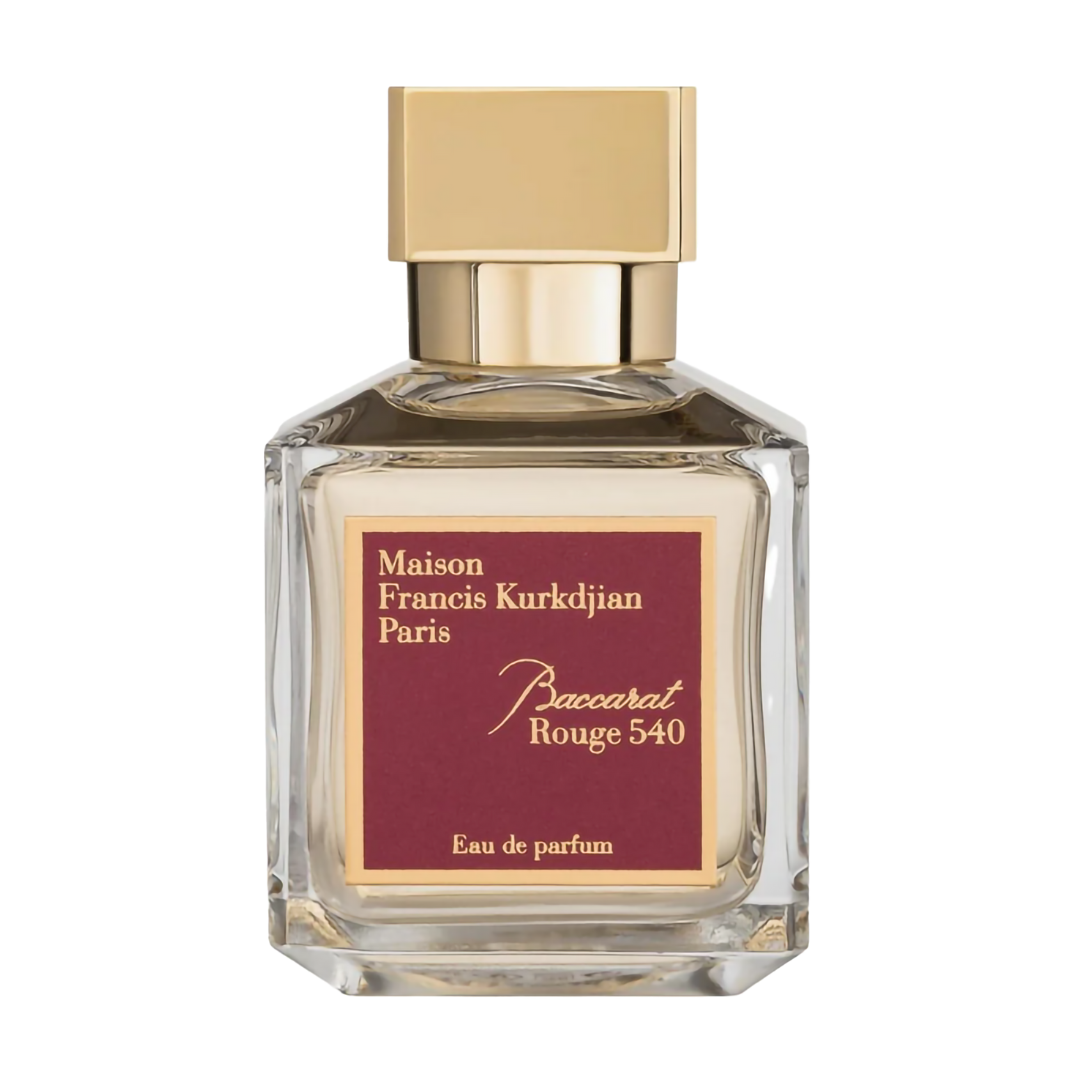 Maison
Francis Kurkdjian
Paris
Baccarat
Rouge 540
Eau de parfum